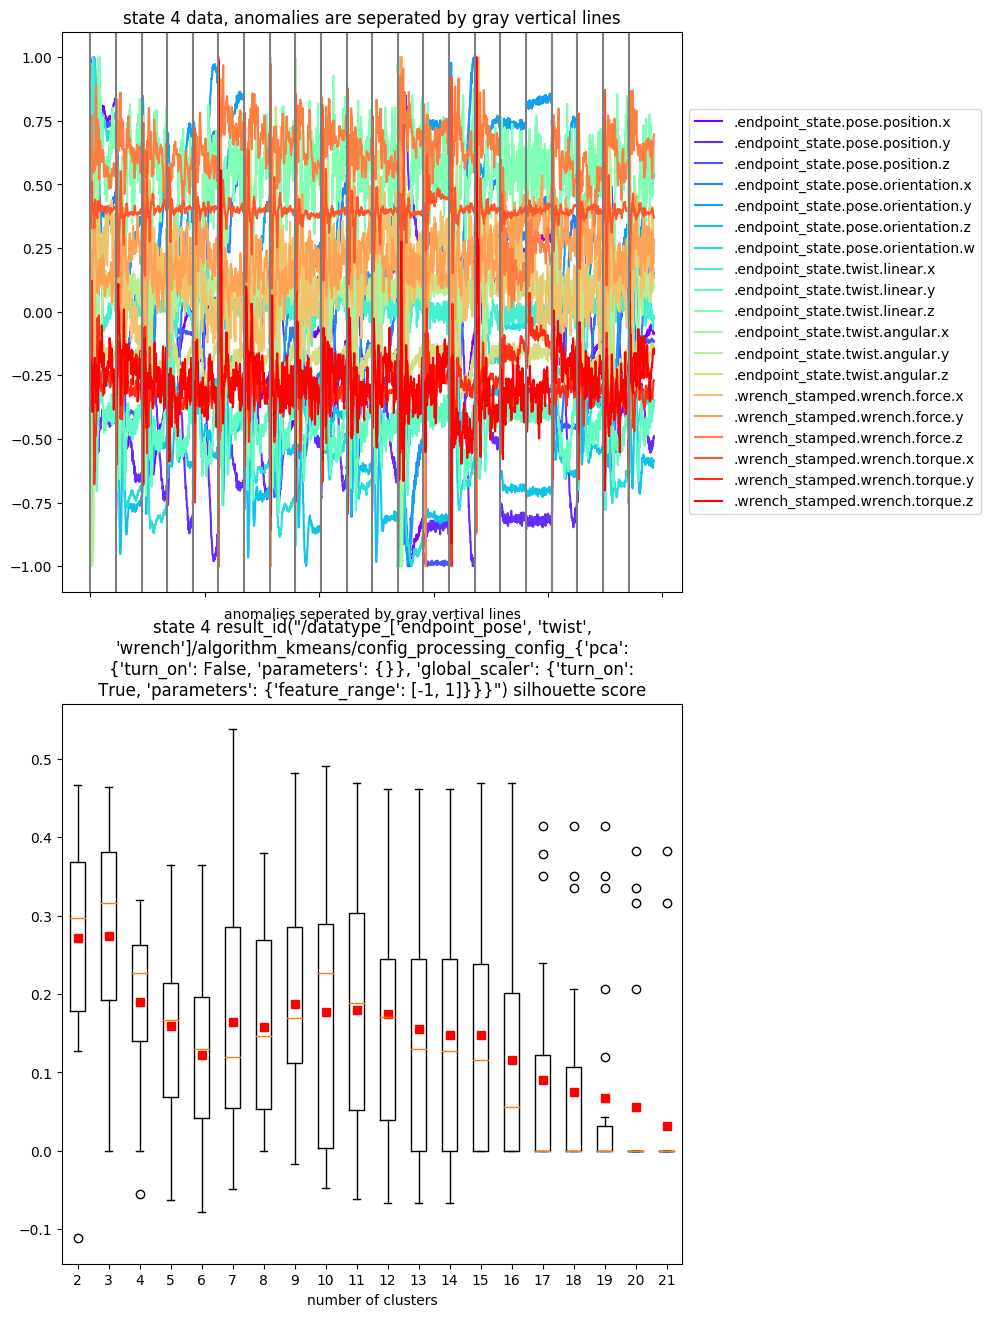 state 4 data, anomalies are seperated by gray vertical lines
1.00
0.75
0.50
0.25
0.00
−0.25
−0.50
−0.75
−1.00
.endpoint_state.pose.position.x
.endpoint_state.pose.position.y
.endpoint_state.pose.position.z
.endpoint_state.pose.orientation.x
.endpoint_state.pose.orientation.y
.endpoint_state.pose.orientation.z
.endpoint_state.pose.orientation.w
.endpoint_state.twist.linear.x
.endpoint_state.twist.linear.y
.endpoint_state.twist.linear.z
.endpoint_state.twist.angular.x
.endpoint_state.twist.angular.y
.endpoint_state.twist.angular.z
.wrench_stamped.wrench.force.x
.wrench_stamped.wrench.force.y
.wrench_stamped.wrench.force.z
.wrench_stamped.wrench.torque.x
.wrench_stamped.wrench.torque.y
.wrench_stamped.wrench.torque.z
anomalies seperated by gray vertival lines
state 4 result_id("/datatype_['endpoint_pose', 'twist',
'wrench']/algorithm_kmeans/config_processing_config_{'pca':
{'turn_on': False, 'parameters': {}}, 'global_scaler': {'turn_on':
True, 'parameters': {'feature_range': [-1, 1]}}}") silhouette score
0.5
0.4
0.3
0.2
0.1
0.0
−0.1
2 3 4 5 6 7 8 9 10 11 12 13 14 15 16 17 18 19 20 21
number of clusters